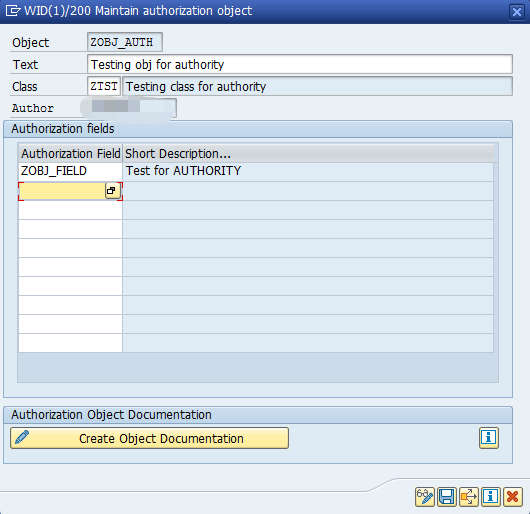 WID(1)/200 Maintain authorization object
Object ZOBJ_AUTH
Text Testing obj for authority
Class ZTST Testing class for authority
Author
Authorization fields
Authorization Field Short Description...
ZOBJ_FIELD Test for AUTHORITY
Authorization Object Documentation
Create Object Documentation